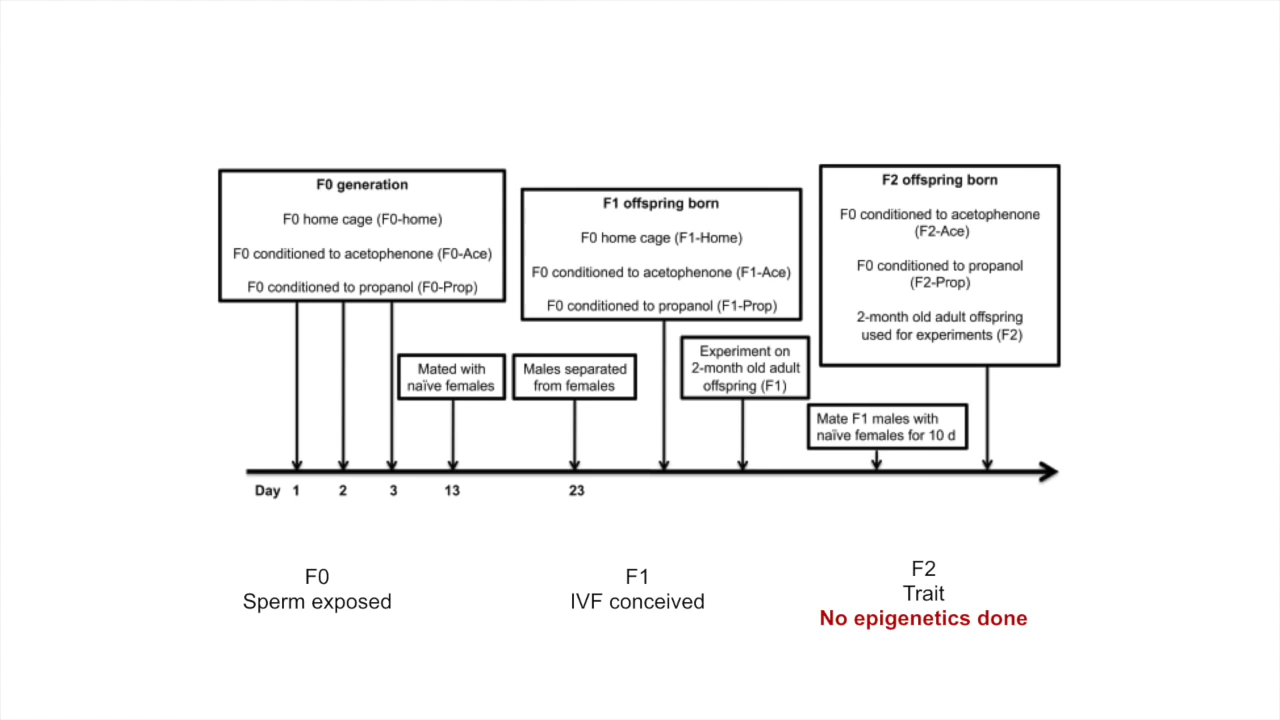 F0 generation
F0 home cage (F0-home)
F0 conditioned to acetophenone (F0-Ace)
F0 conditioned to propanol (F0-Prop)
Mated with
naïve females
Males separated
from females
F1 offspring born
F0 home cage (F1-Home)
F0 conditioned to acetophenone (F1-Ace)
F0 conditioned to propanol (F1-Prop)
Experiment on
2-month old adult
offspring (F1)
F2 offspring born
F0 conditioned to acetophenone
(F2-Ace)
F0 conditioned to propanol
(F2-Prop)
2-month old adult offspring
used for experiments (F2)
Mate F1 males with
naïve females for 10 d
Day 1 2 3 13 23
F0
Sperm exposed
F1
IVF conceived
F2
Trait
No epigenetics done